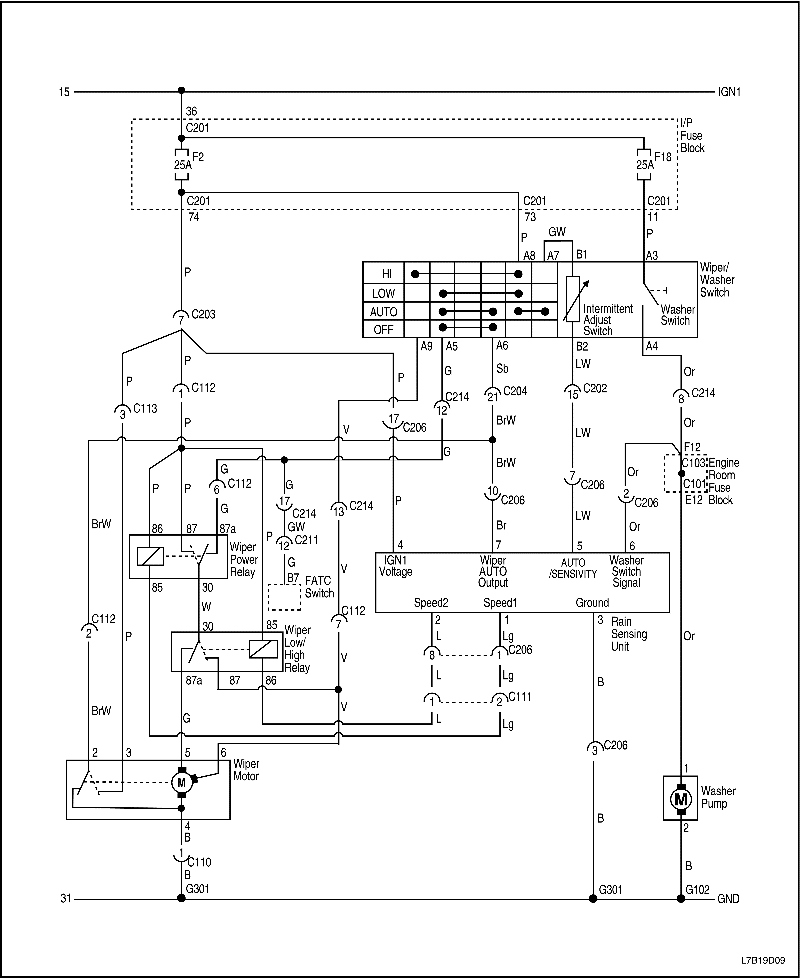 15 IGN1
36
C201
I/P
Fuse
Block
F2
25A
F18
25A
C201 C201 C201
74 73 11
P P P
GW
A8 A7 B1 A3
HI
LOW
AUTO
OFF
Intermittent
Adjust
Switch
Washer
Switch
Wiper/
Washer
Switch
P
7 C203
A9 A5 A6 B2 A4
P P P G Sb LW Or
3 C113
1 C112
17 C206
12 C214
21 C204
15 C202
8 C214
P
V
G
BrW
LW
Or
F12
C103
C101
E12
Engine
Room
Fuse
Block
P P
G
6 C112
G
G
17
C214
GW
12 C211
G
B7
FATC
Switch
P
13 C214
P
BrW
10
C206
Br
7
C206
LW
Or
2
C206
Or
BrW
86 87 87a
Wiper
Power
Relay
85 30
W
4 7 5 6
IGN1
Voltage
Wiper
AUTO
Output
AUTO
/SENSIVITY
Washer
Switch
Signal
Speed2 Speed1 Ground
2 1 3
Rain
Sensing
Unit
V
C112
7
V
C112
2
P
30 85
Wiper
Low/
High
Relay
87a 87 86
L Lg
8 1 C206
L Lg
1 2 C111
L Lg
V
Or
B
BrW
G
2 3 5 6
Wiper
Motor
M
4
B
1
C110
B
G301
3 C206
B
1
M
Washer
Pump
2
B
G301 G102
31 GND
L7B19D09